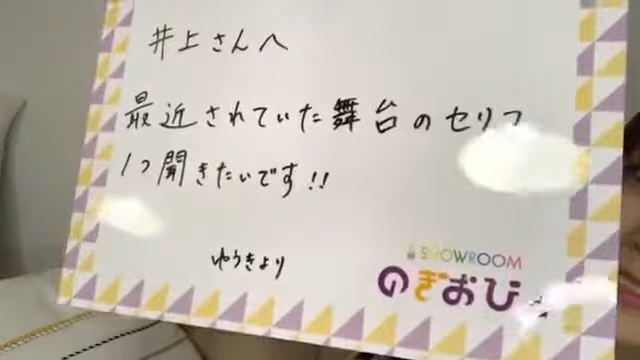 井上さんへ
最近されていた舞台のセリフ
1つ聞きたいです!!
ゆうきより
SHOWROOM
のぎおび